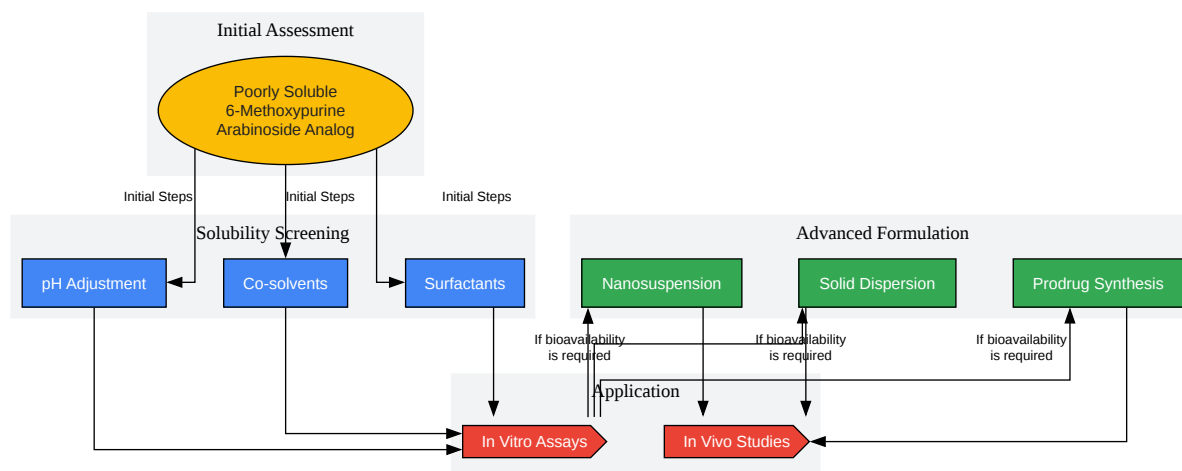 Initial Assessment
Poorly Soluble
6-Methoxypurine
Arabinoside Analog
Initial Steps
Initial Steps
Initial Steps
Solubility Screening
Advanced Formulation
pH Adjustment
Co-solvents
Surfactants
Nanosuspension
Solid Dispersion
Prodrug Synthesis
If bioavailability
is required
If bioavailability
is required
If bioavailability
is required
Application
In Vitro Assays
In Vivo Studies